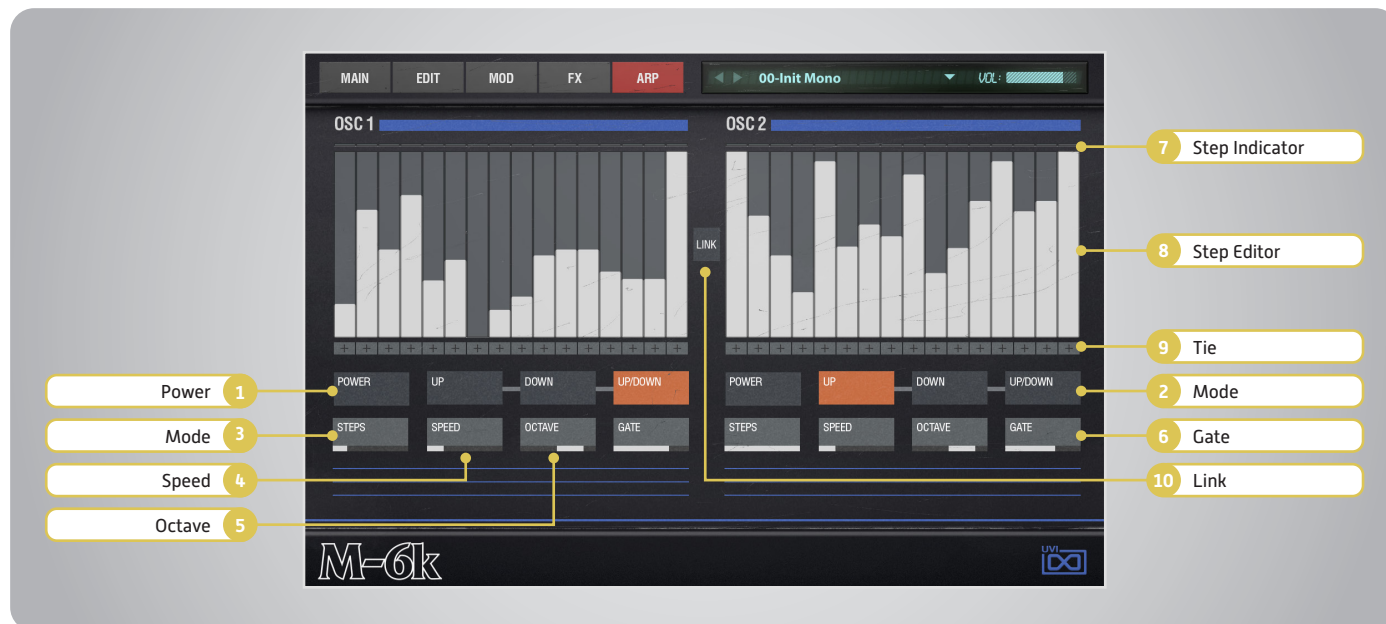 MAIN EDIT MOD FX ARP 00-Init Mono VOL:
OSC 1 OSC 2
7 Step Indicator
LINK
8 Step Editor
+ + + + + + + + + + + + + + + + + + + + + + + + + + + + + + + +
9 Tie
POWER UP DOWN UP/DOWN POWER UP DOWN UP/DOWN
Power 1
2 Mode
STEPS SPEED OCTAVE GATE STEPS SPEED OCTAVE GATE
Mode 3
6 Gate
Speed 4
10 Link
Octave 5
M-6k
UVI